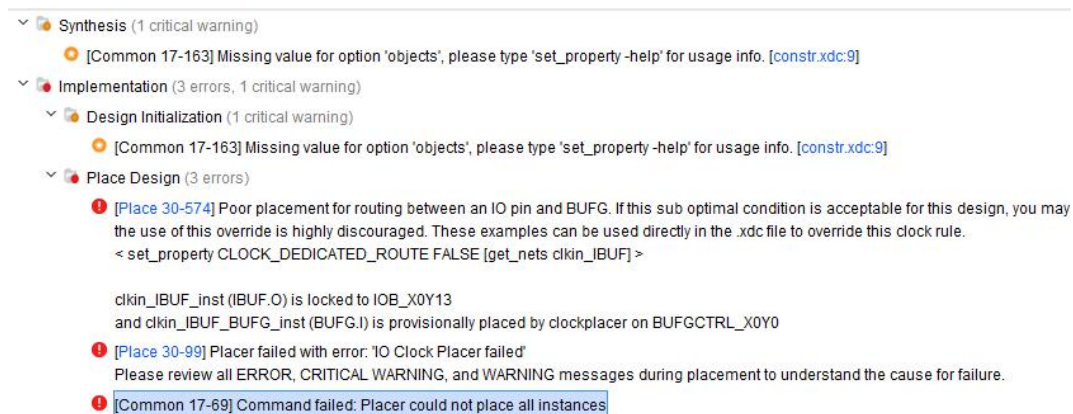 Synthesis (1 critical warning)
[Common 17-163] Missing value for option 'objects', please type 'set_property -help' for usage info. [constr.xdc:9]
Implementation (3 errors, 1 critical warning)
Design Initialization (1 critical warning)
[Common 17-163] Missing value for option 'objects', please type 'set_property -help' for usage info. [constr.xdc:9]
Place Design (3 errors)
[Place 30-574] Poor placement for routing between an IO pin and BUFG. If this sub optimal condition is acceptable for this design, you may
the use of this override is highly discouraged. These examples can be used directly in the .xdc file to override this clock rule.
< set_property CLOCK_DEDICATED_ROUTE FALSE [get_nets clkin_IBUF] >
clkin_IBUF_inst (IBUF.O) is locked to IOB_X0Y13
and clkin_IBUF_BUFG_inst (BUFG.I) is provisionally placed by clockplacer on BUFGCTRL_X0Y0
[Place 30-99] Placer failed with error: 'IO Clock Placer failed'
Please review all ERROR, CRITICAL WARNING, and WARNING messages during placement to understand the cause for failure.
[Common 17-69] Command failed: Placer could not place all instances